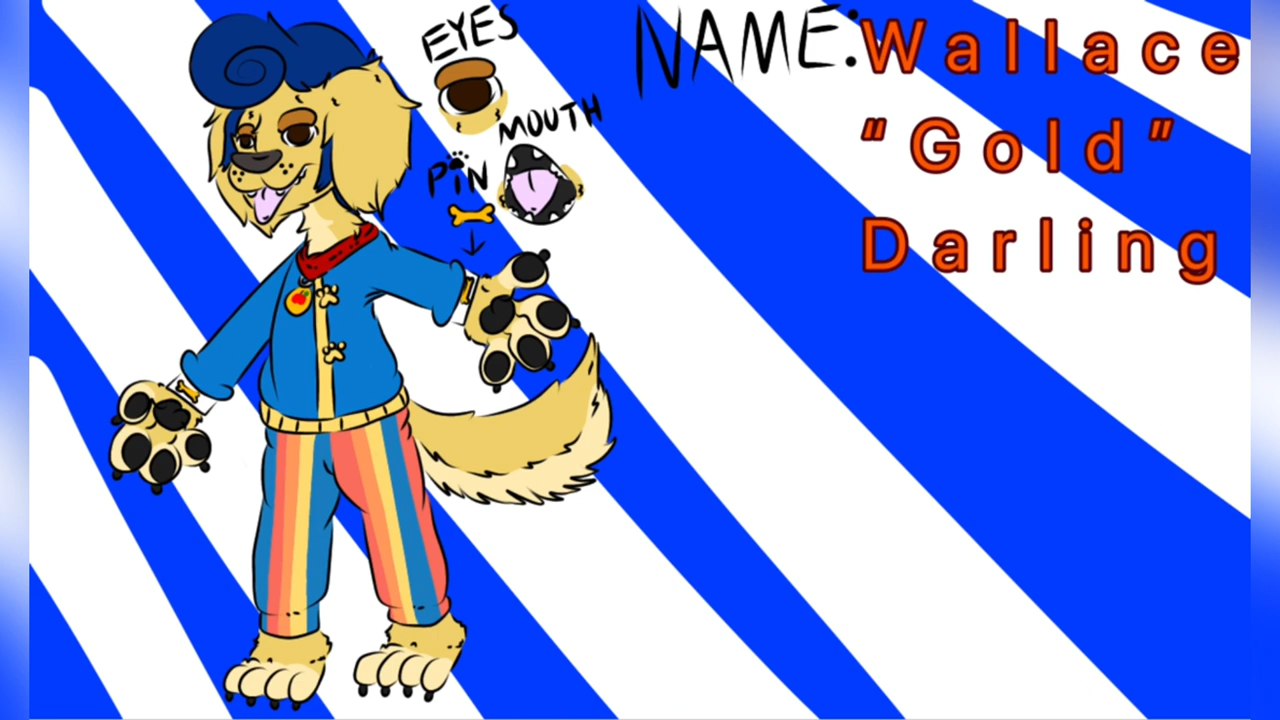 EYES
MOUTH
PiN
NAME: Wallace
“Gold”
Darling